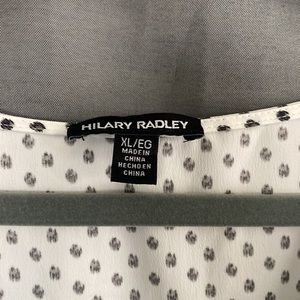 HILARY RADLEY
XL/EG
MADE IN
CHINA
HECHO EN
CHINA